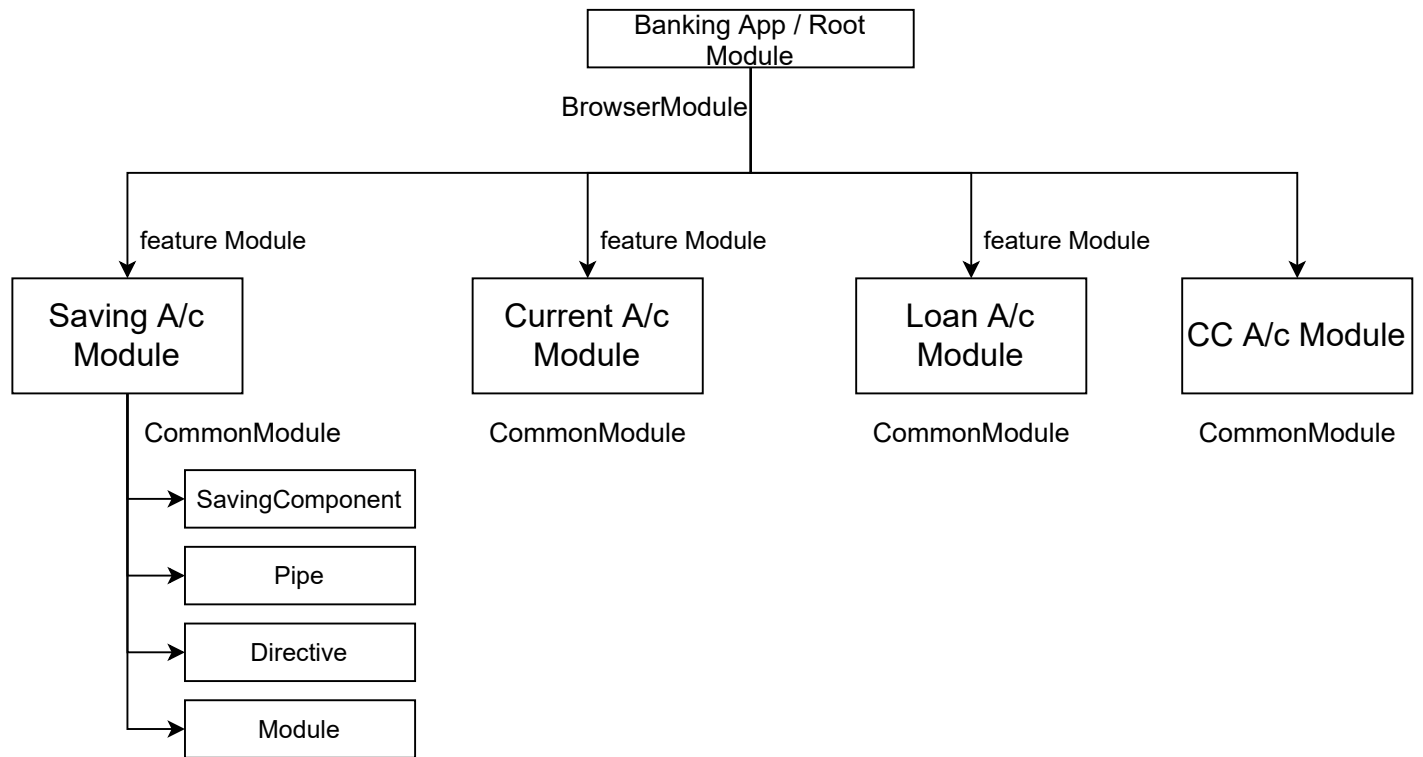 Banking App / Root
Module
BrowserModule
feature Module
feature Module
feature Module
Saving A/c
Module
Current A/c
Module
Loan A/c
Module
CC A/c Module
CommonModule
CommonModule
CommonModule
CommonModule
SavingComponent
Pipe
Directive
Module